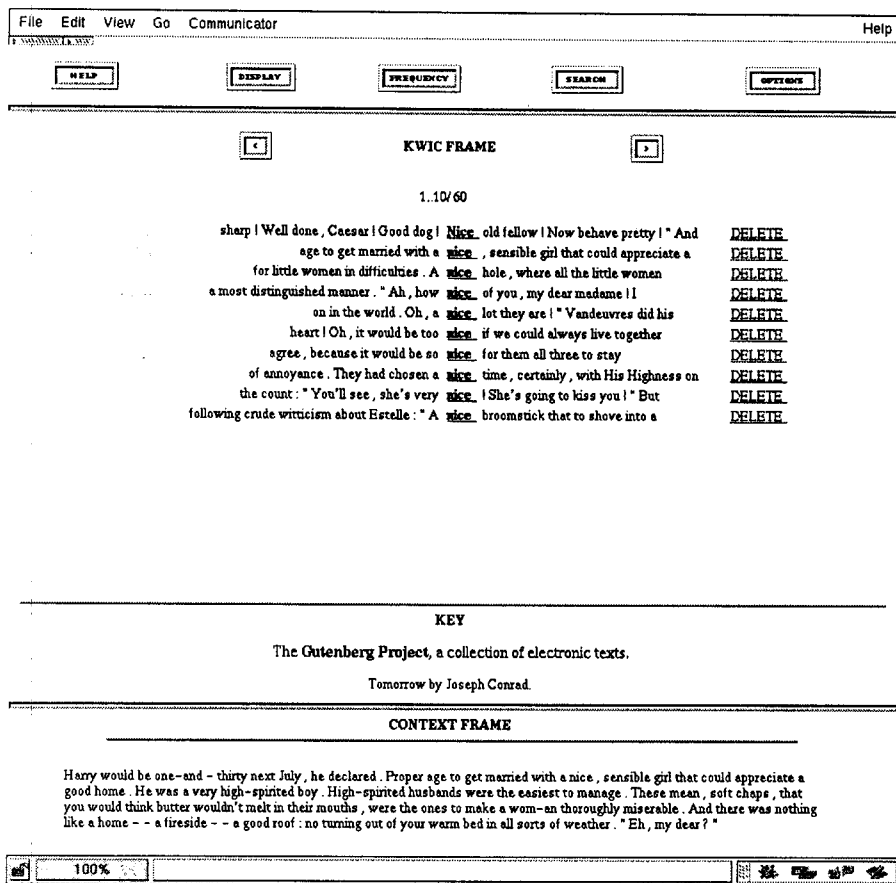 File Edit View Go Communicator Help
HELP DISPLAY FREQUENCY SEARCH OPTIONS
< KWIC FRAME >
1..10/60
sharp ! Well done , Caesar ! Good dog ! Nice old fellow ! Now behave pretty ! " And DELETE
age to get married with a nice , sensible girl that could appreciate a DELETE
for little women in difficulties . A nice hole , where all the little women DELETE
a most distinguished manner . " Ah , how nice of you , my dear madame ! I DELETE
on in the world . Oh , a nice lot they are ! " Vandeuvres did his DELETE
heart ! Oh , it would be too nice if we could always live together DELETE
agree , because it would be so nice for them all three to stay DELETE
of annoyance . They had chosen a nice time , certainly , with His Highness on DELETE
the count : " You'll see , she's very nice ! She's going to kiss you ! " But DELETE
following crude witticism about Estelle : " A nice broomstick that to shove into a DELETE
KEY
The Gutenberg Project, a collection of electronic texts.
Tomorrow by Joseph Conrad.
CONTEXT FRAME
Harry would be one-and - thirty next July , he declared . Proper age to get married with a nice , sensible girl that could appreciate a
good home . He was a very high-spirited boy . High-spirited husbands were the easiest to manage . These mean , soft chaps , that
you would think butter wouldn't melt in their mouths , were the ones to make a wom-an thoroughly miserable . And there was nothing
like a home - - a fireside - - a good roof : no turning out of your warm bed in all sorts of weather . " Eh , my dear ? "
100%